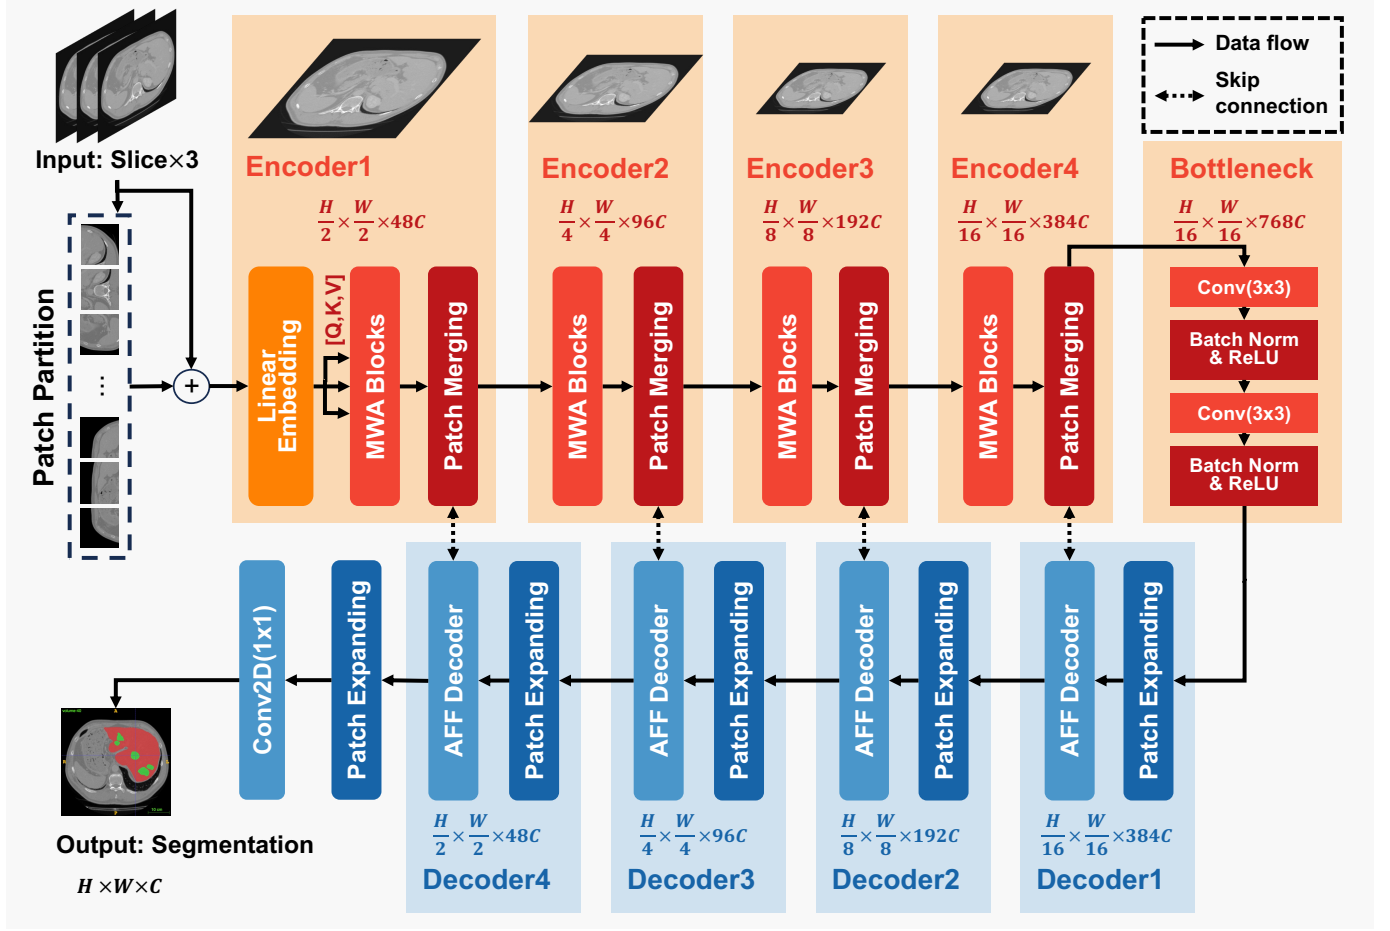 Input: Slice×3
Patch Partition
...
+
Encoder1
H/2 × W/2 ×48C
Linear
Embedding
[Q,K,V]
MWA Blocks
Patch Merging
Encoder2
H/4 × W/4 ×96C
MWA Blocks
Patch Merging
Encoder3
H/8 × W/8 ×192C
MWA Blocks
Patch Merging
Encoder4
H/16 × W/16 ×384C
MWA Blocks
Patch Merging
Data flow
Skip
connection
Bottleneck
H/16 × W/16 ×768C
Conv(3x3)
Batch Norm
& ReLU
Conv(3x3)
Batch Norm
& ReLU
Conv2D(1x1)
Patch Expanding
AFF Decoder
Patch Expanding
H/2 × W/2 ×48C
Decoder4
AFF Decoder
Patch Expanding
H/4 × W/4 ×96C
Decoder3
AFF Decoder
Patch Expanding
H/8 × W/8 ×192C
Decoder2
AFF Decoder
Patch Expanding
H/16 × W/16 ×384C
Decoder1
Output: Segmentation
H ×W×C